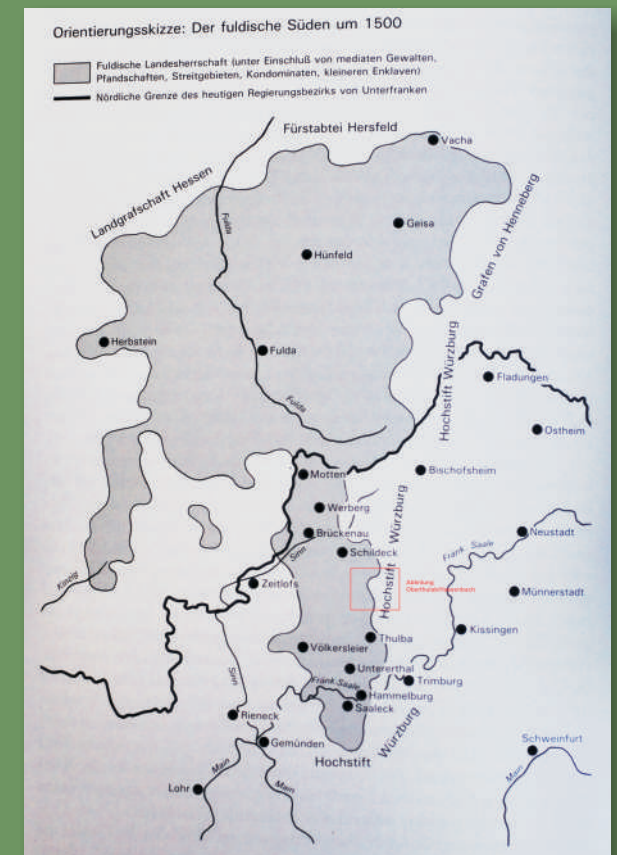 Orientierungsskizze: Der fuldische Süden um 1500
Fuldische Landesherrschaft (unter Einschluß von mediaten Gewalten,
Pfandschaften, Streitgebieten, Kondominaten, kleineren Enklaven)
Nördliche Grenze des heutigen Regierungsbezirks von Unterfranken
Fürstabtei Hersfeld
Vacha
Landgrafschaft Hessen
Grafen von Henneberg
Fulda
Geisa
Hünfeld
Herbstein
Fulda
Hochstift Würzburg
Fladungen
Fulda
Ostheim
Motten
Bischofsheim
Werberg
Hochstift Würzburg
Brückenau
Neustadt
Sinn
Schildeck
Fränk Saale
Kinzig
Zeitlofs
Münnerstadt
Thulba
Kissingen
Völkersleier
Sinn
Untererthal
Trimburg
Fränk Saale
Hammelburg
Saaleck
Rieneck
Hochstift Würzburg
Gemünden
Schweinfurt
Main
Main
Lohr
Main